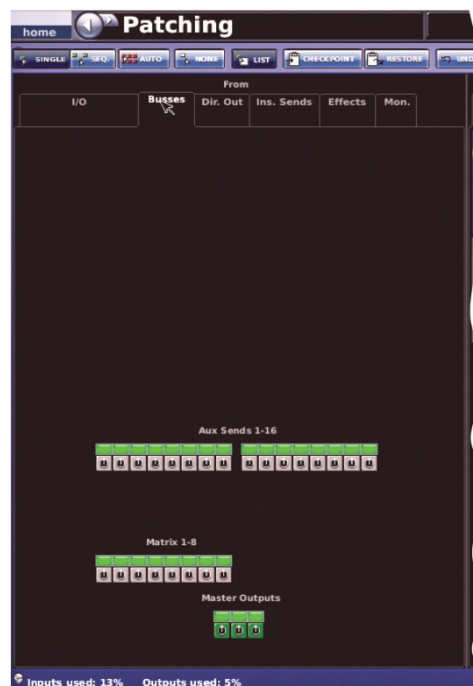 home
Patching
SINGLE SEQ. AUTO NONE LIST CHECKPOINT RESTORE UND
From
I/O Busses Dir. Out Ins. Sends Effects Mon.
Aux Sends 1-16
Matrix 1-8
Master Outputs
Inputs used: 13% Outputs used: 5%